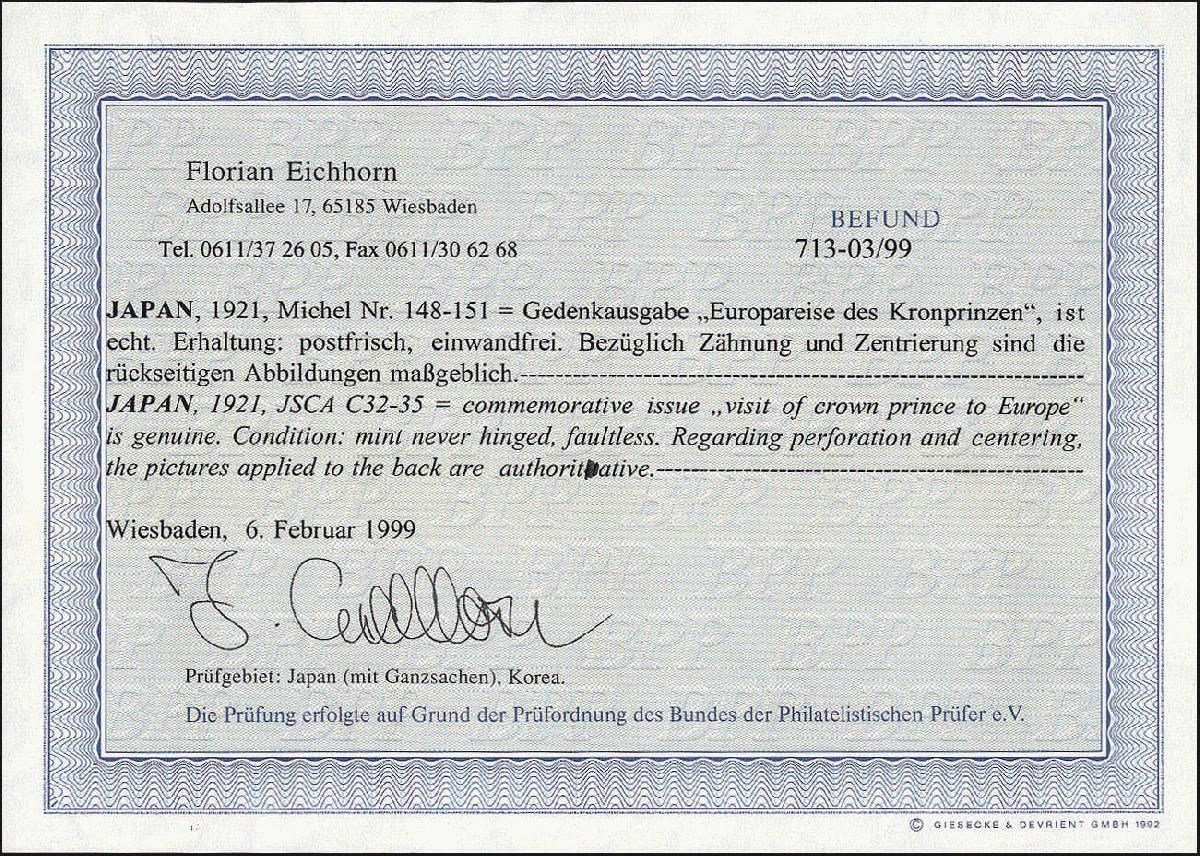 Florian Eichhorn
Adolfsallee 17, 65185 Wiesbaden
BEFUND
Tel. 0611/37 26 05, Fax 0611/30 62 68
713-03/99
JAPAN, 1921, Michel Nr. 148-151 = Gedenkausgabe „Europareise des Kronprinzen“, ist
echt. Erhaltung: postfrisch, einwandfrei. Bezüglich Zähnung und Zentrierung sind die
rückseitigen Abbildungen maßgeblich.
JAPAN, 1921, JSCA C32-35 = commemorative issue „visit of crown prince to Europe“
is genuine. Condition: mint never hinged, faultless. Regarding perforation and centering,
the pictures applied to the back are authoritative.
Wiesbaden, 6. Februar 1999
Prüfgebiet: Japan (mit Ganzsachen), Korea.
Die Prüfung erfolgte auf Grund der Prüfordnung des Bundes der Philatelistischen Prüfer e.V.
© GIESECKE & DEVRIENT GMBH 1992